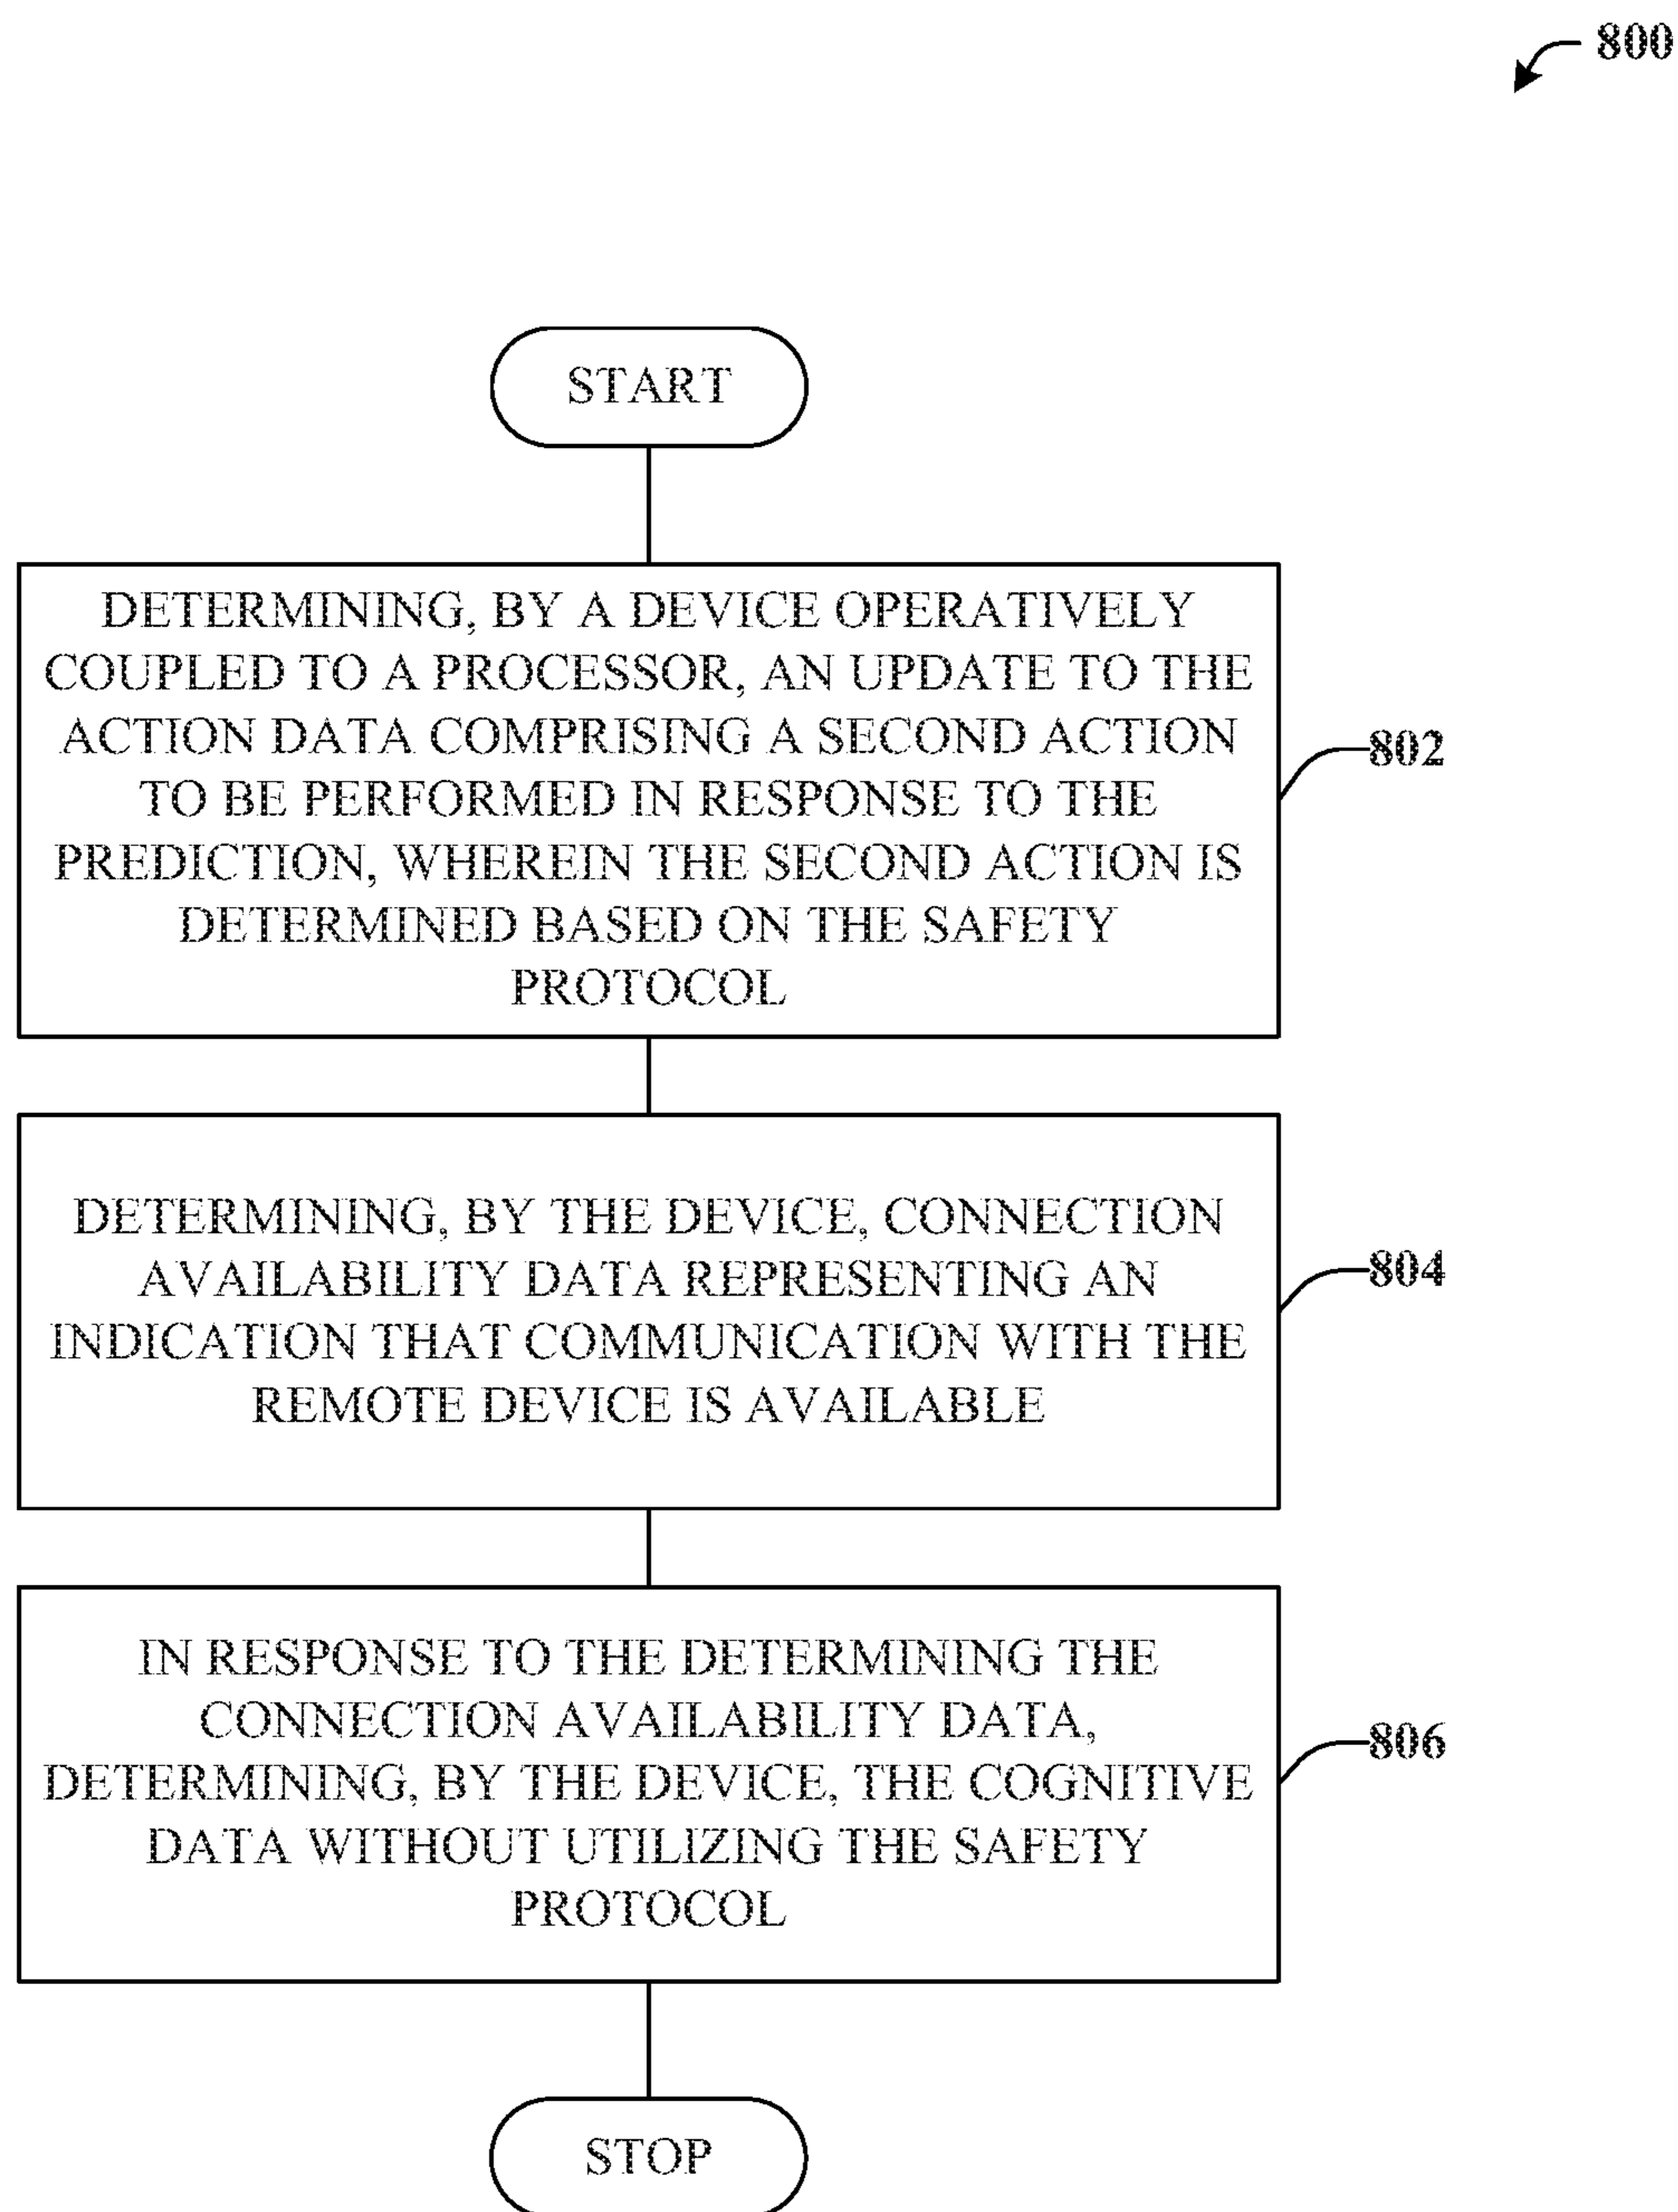 800
START
DETERMINING, BY A DEVICE OPERATIVELY
COUPLED TO A PROCESSOR, AN UPDATE TO THE
ACTION DATA COMPRISING A SECOND ACTION
TO BE PERFORMED IN RESPONSE TO THE
PREDICTION, WHEREIN THE SECOND ACTION IS
DETERMINED BASED ON THE SAFETY
PROTOCOL
802
DETERMINING, BY THE DEVICE, CONNECTION
AVAILABILITY DATA REPRESENTING AN
INDICATION THAT COMMUNICATION WITH THE
REMOTE DEVICE IS AVAILABLE
804
IN RESPONSE TO THE DETERMINING THE
CONNECTION AVAILABILITY DATA,
DETERMINING, BY THE DEVICE, THE COGNITIVE
DATA WITHOUT UTILIZING THE SAFETY
PROTOCOL
806
STOP